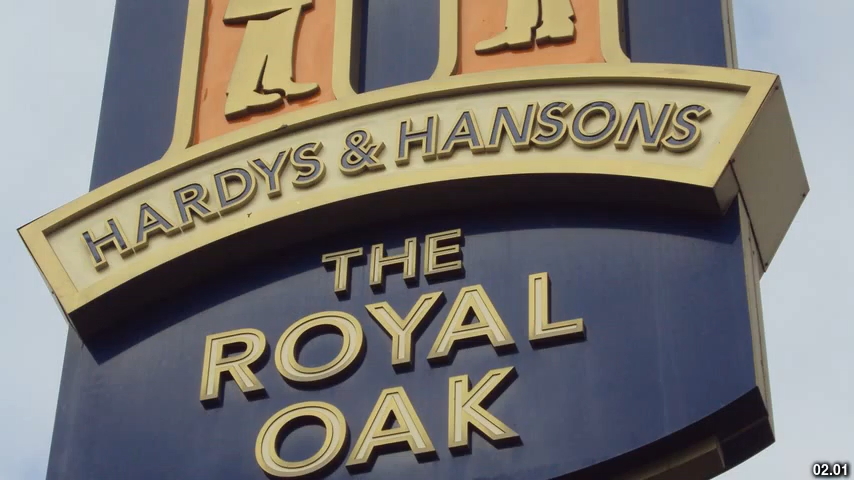 HARDYS & HANSONS
THE
ROYAL
OAK
02.01